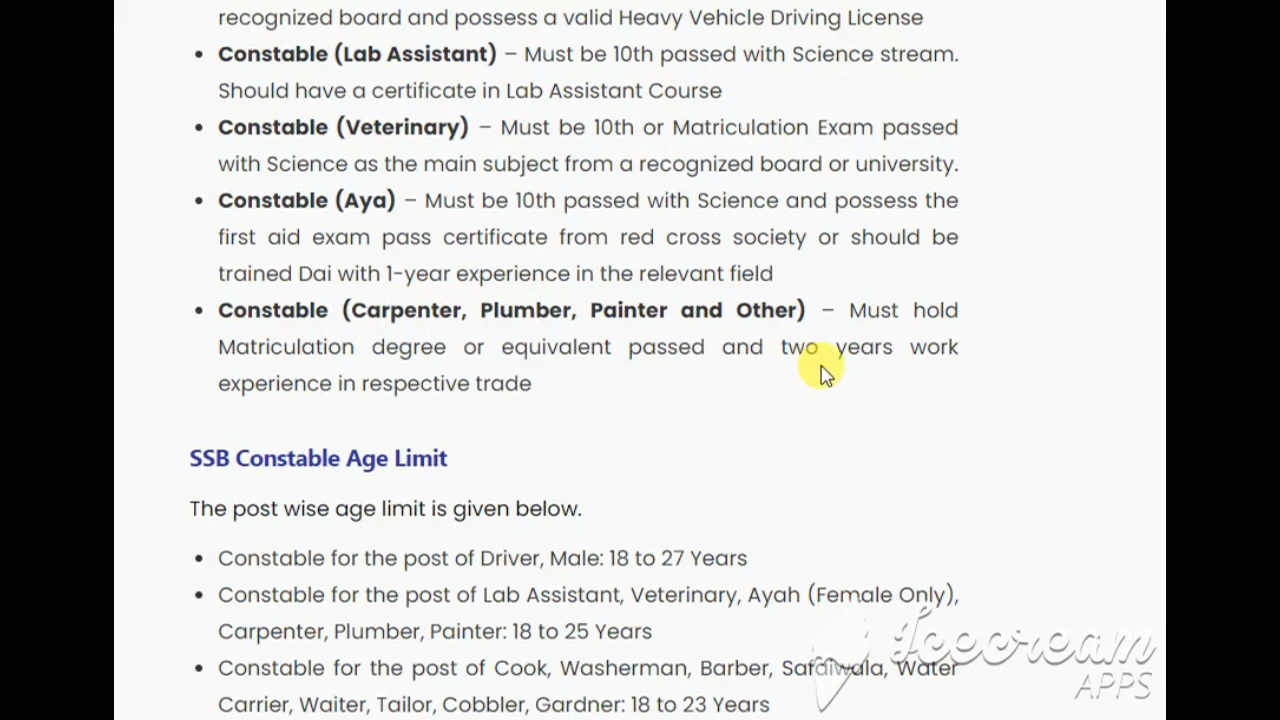 recognized board and possess a valid Heavy Vehicle Driving License
• Constable (Lab Assistant) – Must be 10th passed with Science stream.
Should have a certificate in Lab Assistant Course
• Constable (Veterinary) – Must be 10th or Matriculation Exam passed
with Science as the main subject from a recognized board or university.
• Constable (Aya) – Must be 10th passed with Science and possess the
first aid exam pass certificate from red cross society or should be
trained Dai with 1-year experience in the relevant field
• Constable (Carpenter, Plumber, Painter and Other) – Must hold
Matriculation degree or equivalent passed and two years work
experience in respective trade
SSB Constable Age Limit
The post wise age limit is given below.
• Constable for the post of Driver, Male: 18 to 27 Years
• Constable for the post of Lab Assistant, Veterinary, Ayah (Female Only),
Carpenter, Plumber, Painter: 18 to 25 Years
• Constable for the post of Cook, Washerman, Barber, Safaiwala, Water
Carrier, Waiter, Tailor, Cobbler, Gardner: 18 to 23 Years
Icecream
APPS